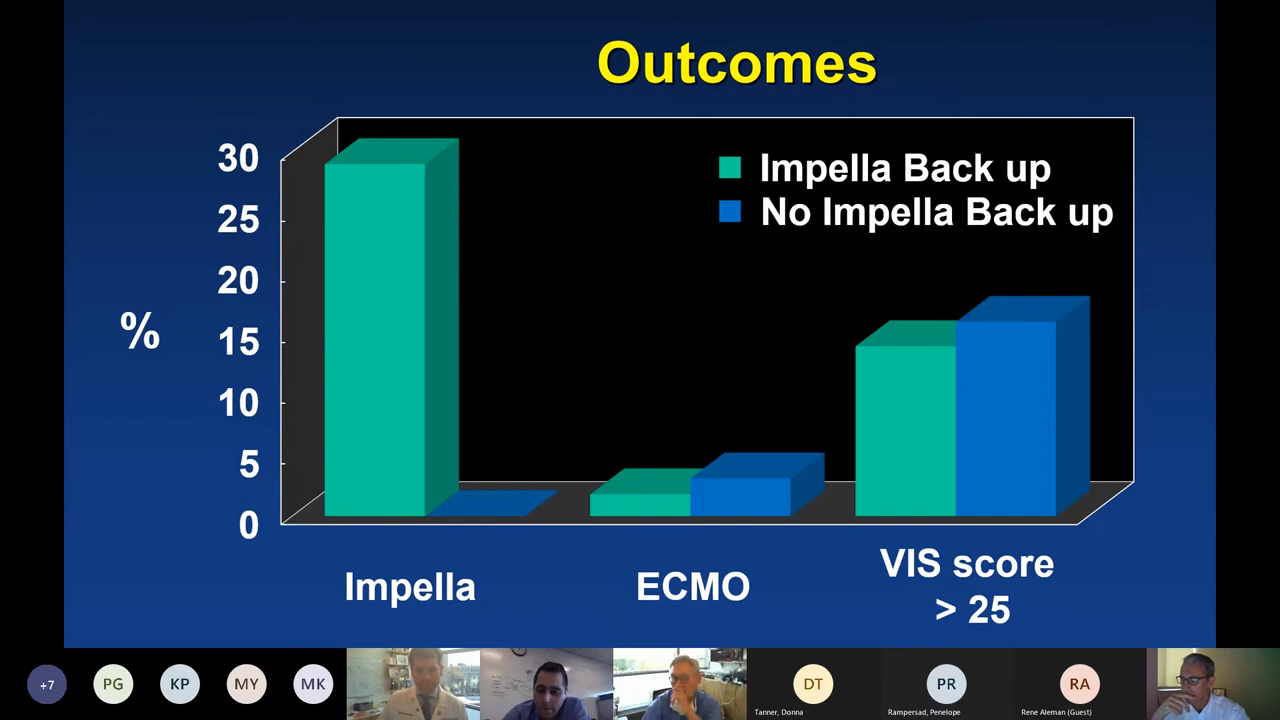 Outcomes
Impella Back up
No Impella Back up
30
25
20
15
10
5
0
%
Impella
ECMO
VIS score
> 25
+7
PG
KP
MY
MK
DT
PR
RA
Tanner, Donna
Rampersad, Penelope
Rene Aleman (Guest)